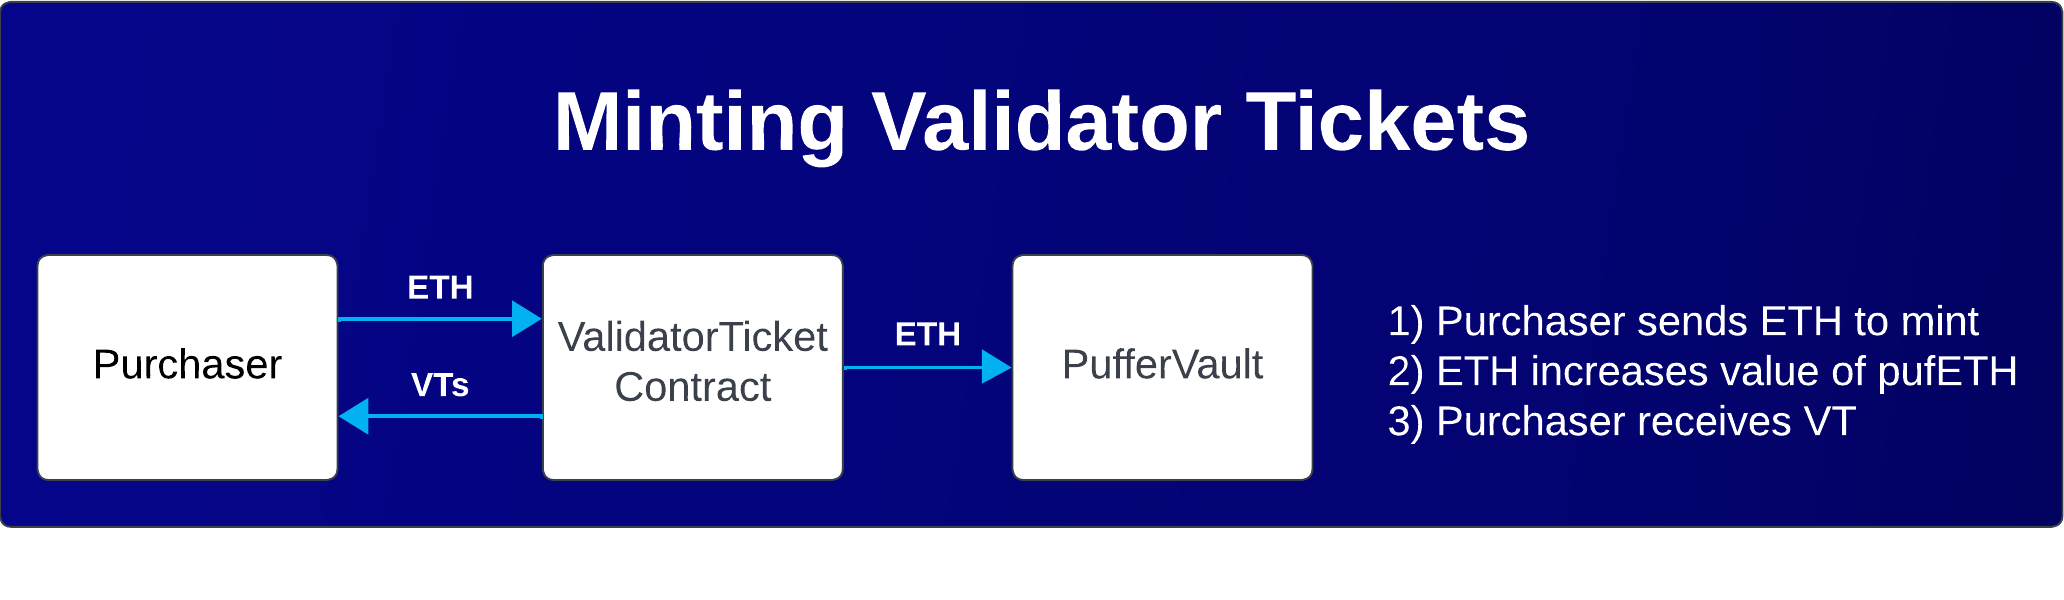 Minting Validator Tickets
Purchaser
ETH
VTs
ValidatorTicket
Contract
ETH
PufferVault
1) Purchaser sends ETH to mint
2) ETH increases value of pufETH
3) Purchaser receives VT